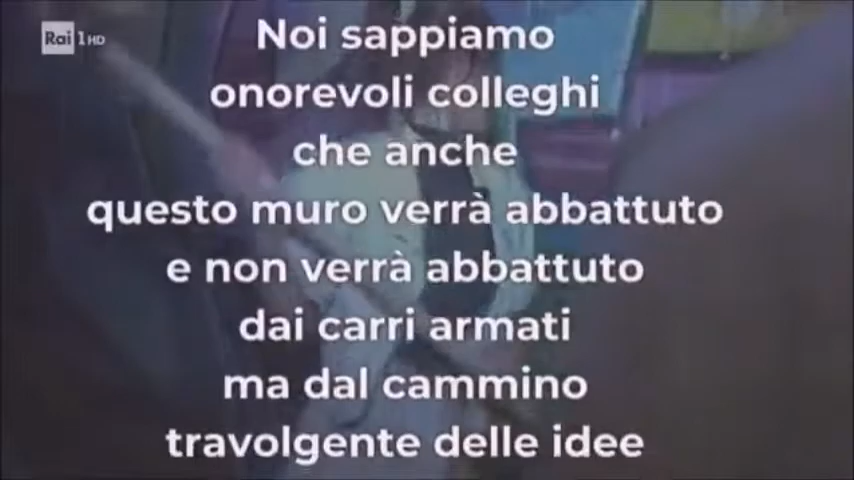 Rai 1 HD
Noi sappiamo
onorevoli colleghi
che anche
questo muro verrà abbattuto
e non verrà abbattuto
dai carri armati
ma dal cammino
travolgente delle idee